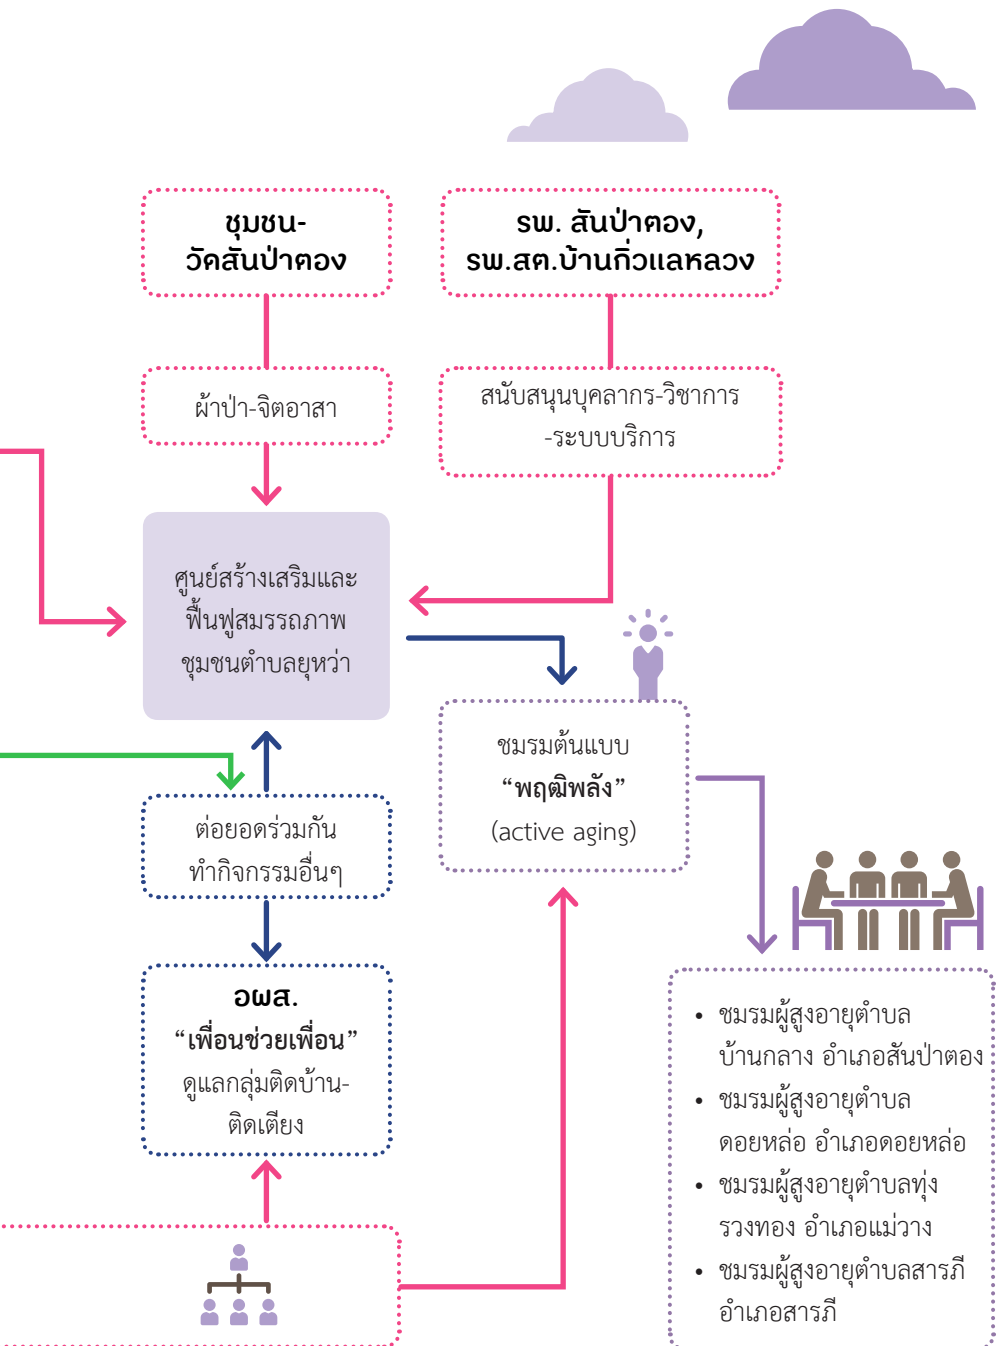 ชุมชน-
วัดสันป่าตอง
รพ. สันป่าตอง,
รพ.สต.บ้านกิ่วแลหลวง
ผ้าป่า-จิตอาสา
สนับสนุนบุคลากร-วิชาการ
-ระบบบริการ
ศูนย์สร้างเสริมและ
ฟื้นฟูสมรรถภาพ
ชุมชนตำบลยุหว่า
ชมรมต้นแบบ
“พฤฒิพลัง”
(active aging)
ต่อยอดร่วมกัน
ทำกิจกรรมอื่นๆ
อผส.
“เพื่อนช่วยเพื่อน”
ดูแลกลุ่มติดบ้าน-
ติดเตียง
• ชมรมผู้สูงอายุตำบล
บ้านกลาง อำเภอสันป่าตอง
• ชมรมผู้สูงอายุตำบล
ดอยหล่อ อำเภอดอยหล่อ
• ชมรมผู้สูงอายุตำบลทุ่ง
รวงทอง อำเภอแม่วาง
• ชมรมผู้สูงอายุตำบลสารภี
อำเภอสารภี